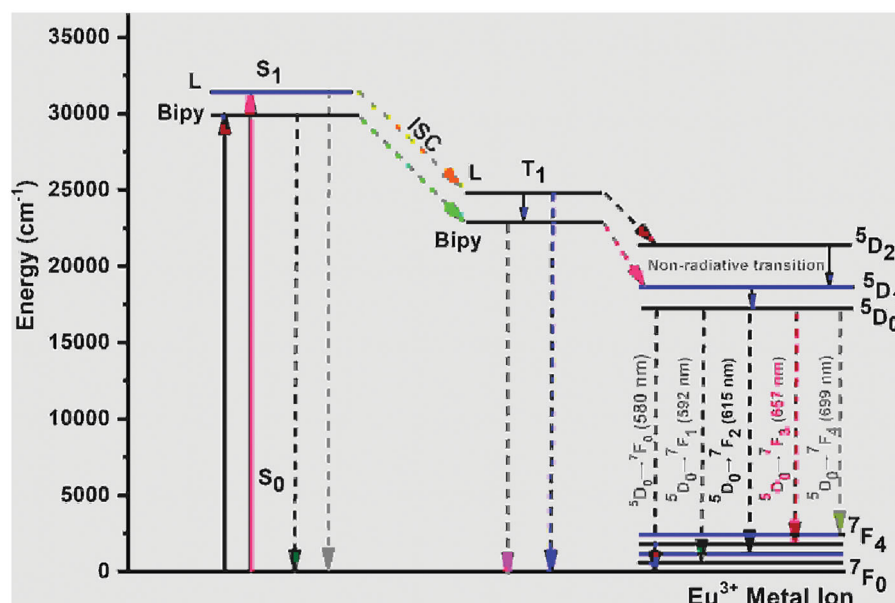 35000
30000
25000
20000
15000
10000
5000
0
Energy (cm⁻¹)
L
S₁
Bipy
ISC
L
T₁
Bipy
⁵D₂
Non-radiative transition
⁵D₀
⁵D₀→⁷F₀ (580 nm)
⁵D₀→⁷F₁ (592 nm)
⁵D₀→⁷F₂ (615 nm)
⁵D₀→⁷F₃ (657 nm)
⁵D₀→⁷F₄ (699 nm)
S₀
⁷F₄
⁷F₀
Eu³⁺ Metal Ion